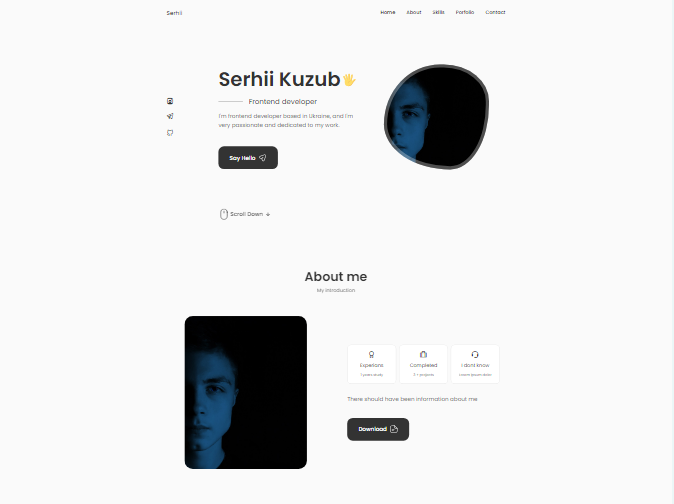 Serhii
Home About Skills Porfolio Contact
Serhii Kuzub
Frontend developer
I'm frontend developer based in Ukraine, and I'm
very passionate and dedicated to my work.
Say Hello
Scroll Down
About me
My Introduction
Experians Completed I dont know
1 years study 5 + projects Lorem ipsum dolor
There should have been information about me
Download